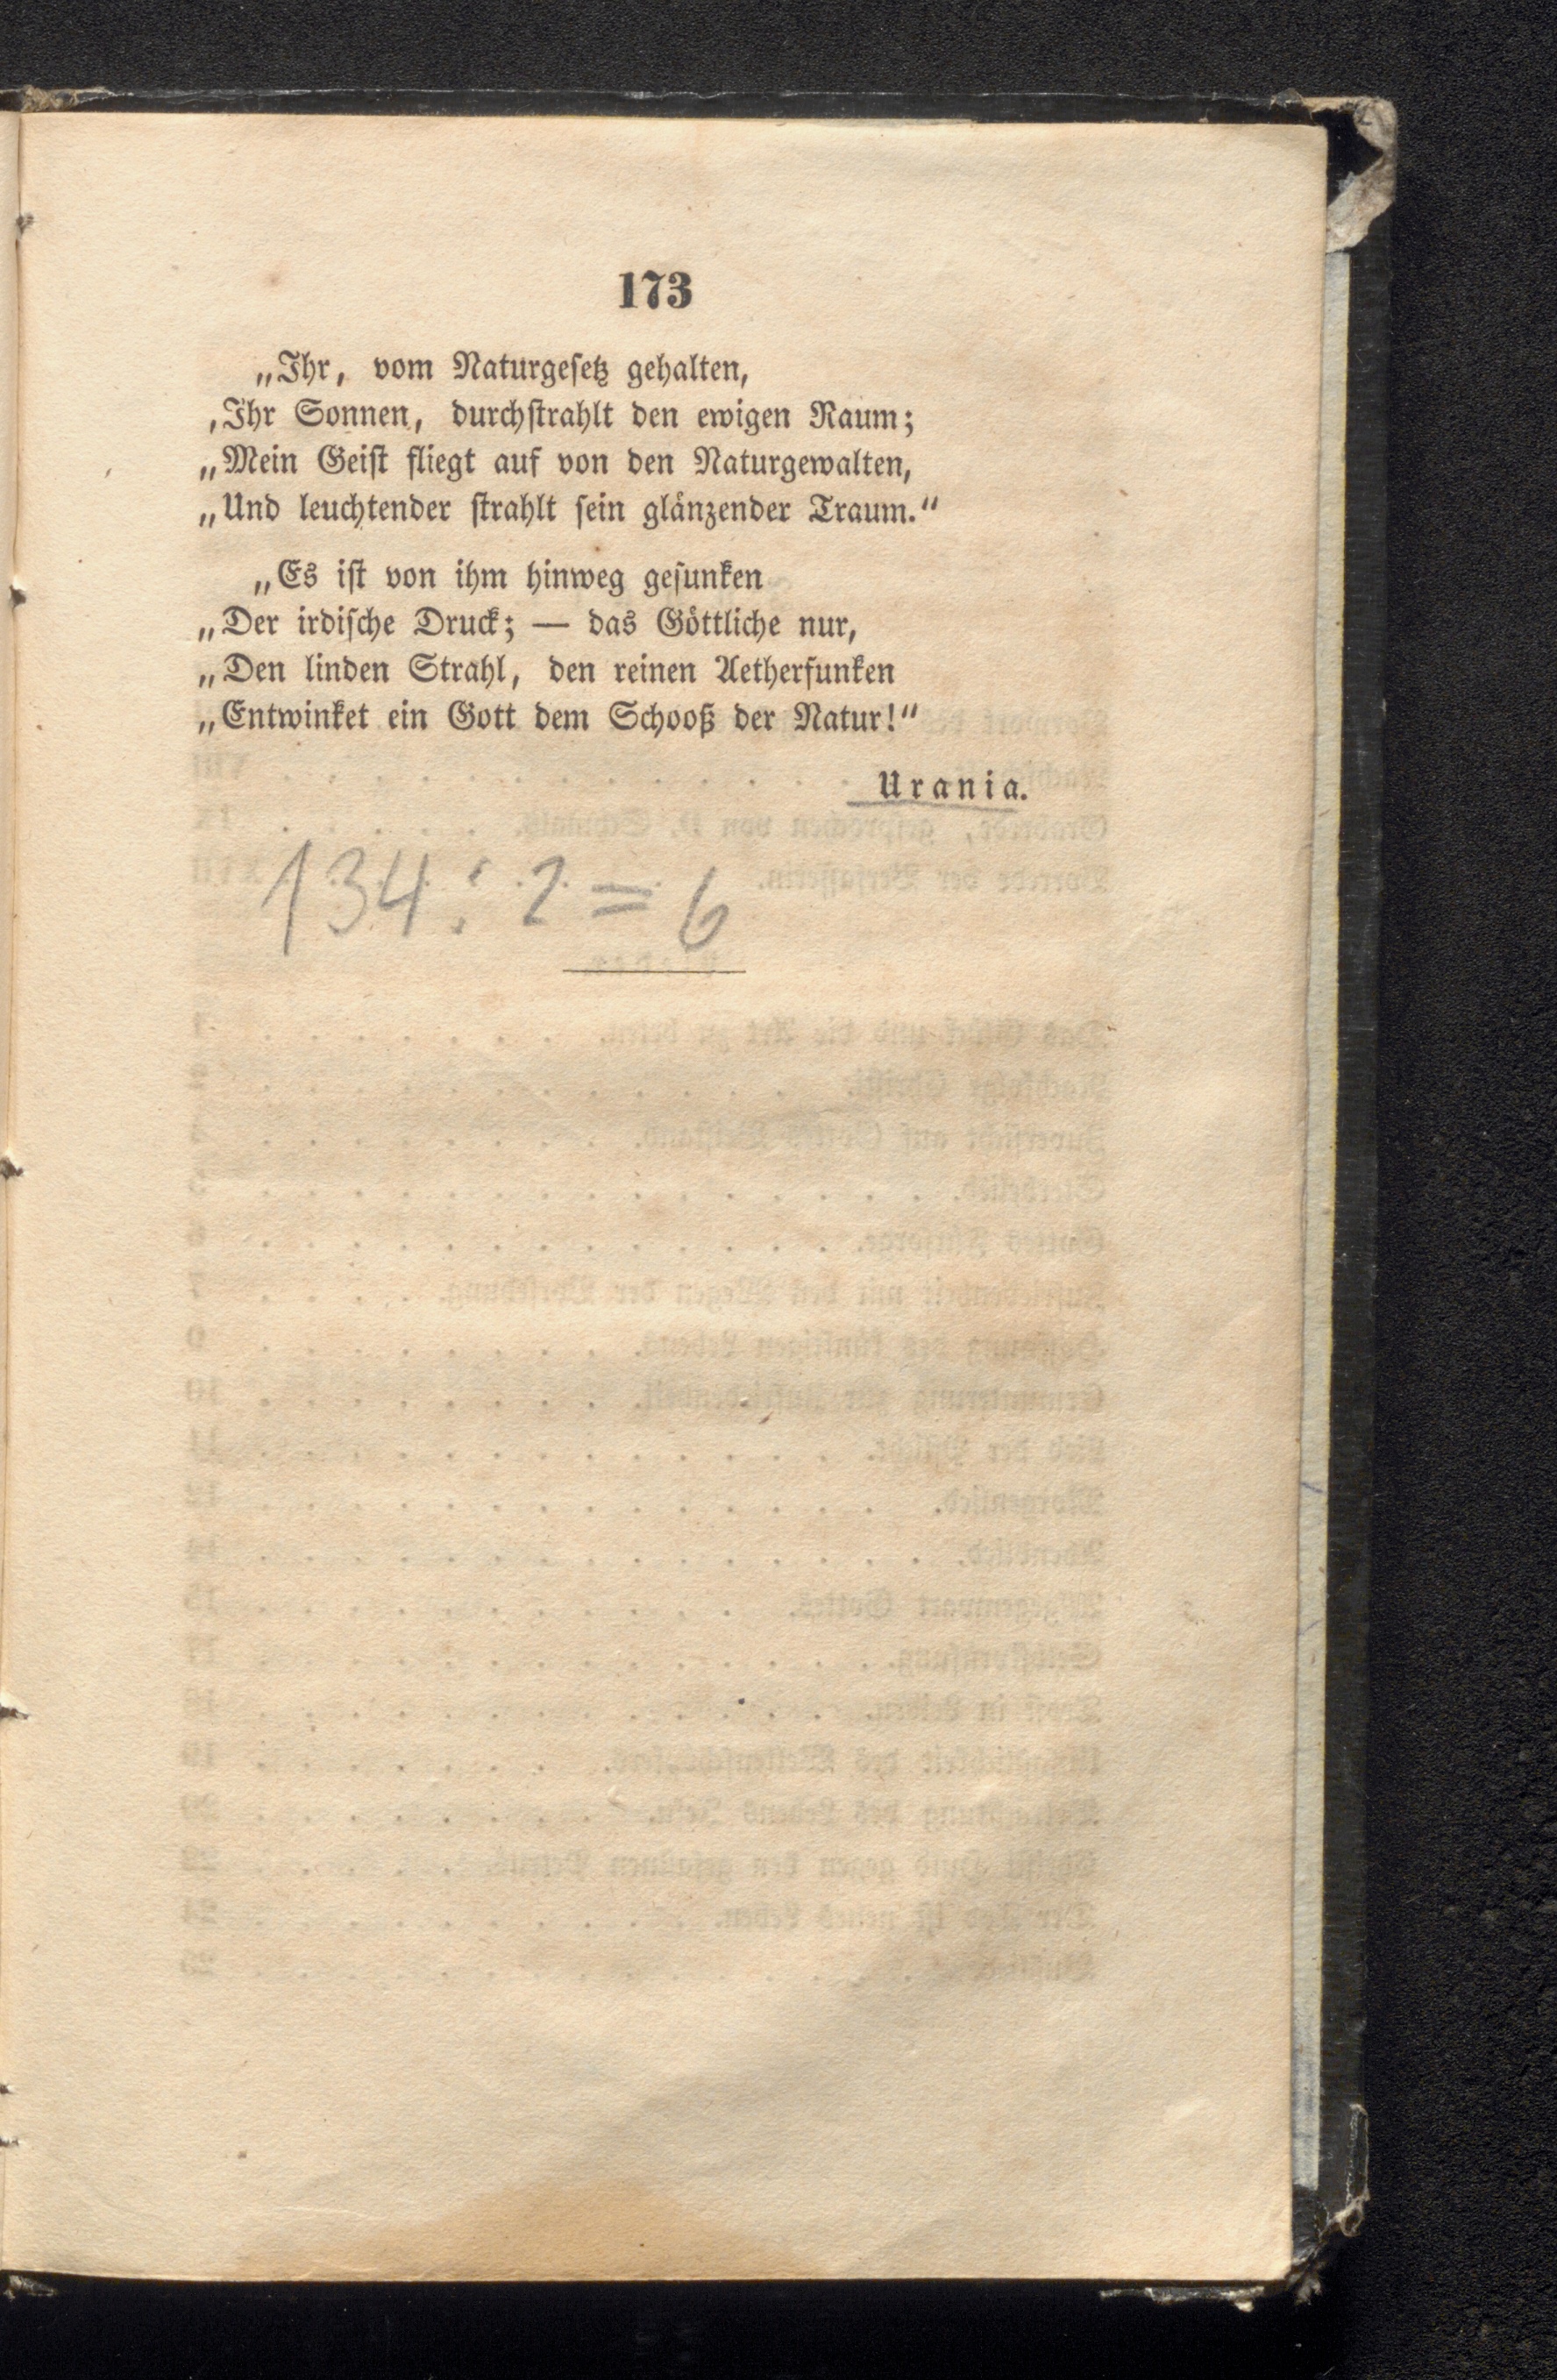 173
„Ihr, vom Naturgesetz gehalten,
‚Ihr Sonnen, durchstrahlt den ewigen Raum;
„Mein Geist fliegt auf von den Naturgewalten,
„Und leuchtender strahlt sein glänzender Traum.“
„Es ist von ihm hinweg gesunken
„Der irdische Druck; — das Göttliche nur,
„Den linden Strahl, den reinen Aetherfunken
„Entwinket ein Gott dem Schooß der Natur!“
Urania.
134 : 2 = 6